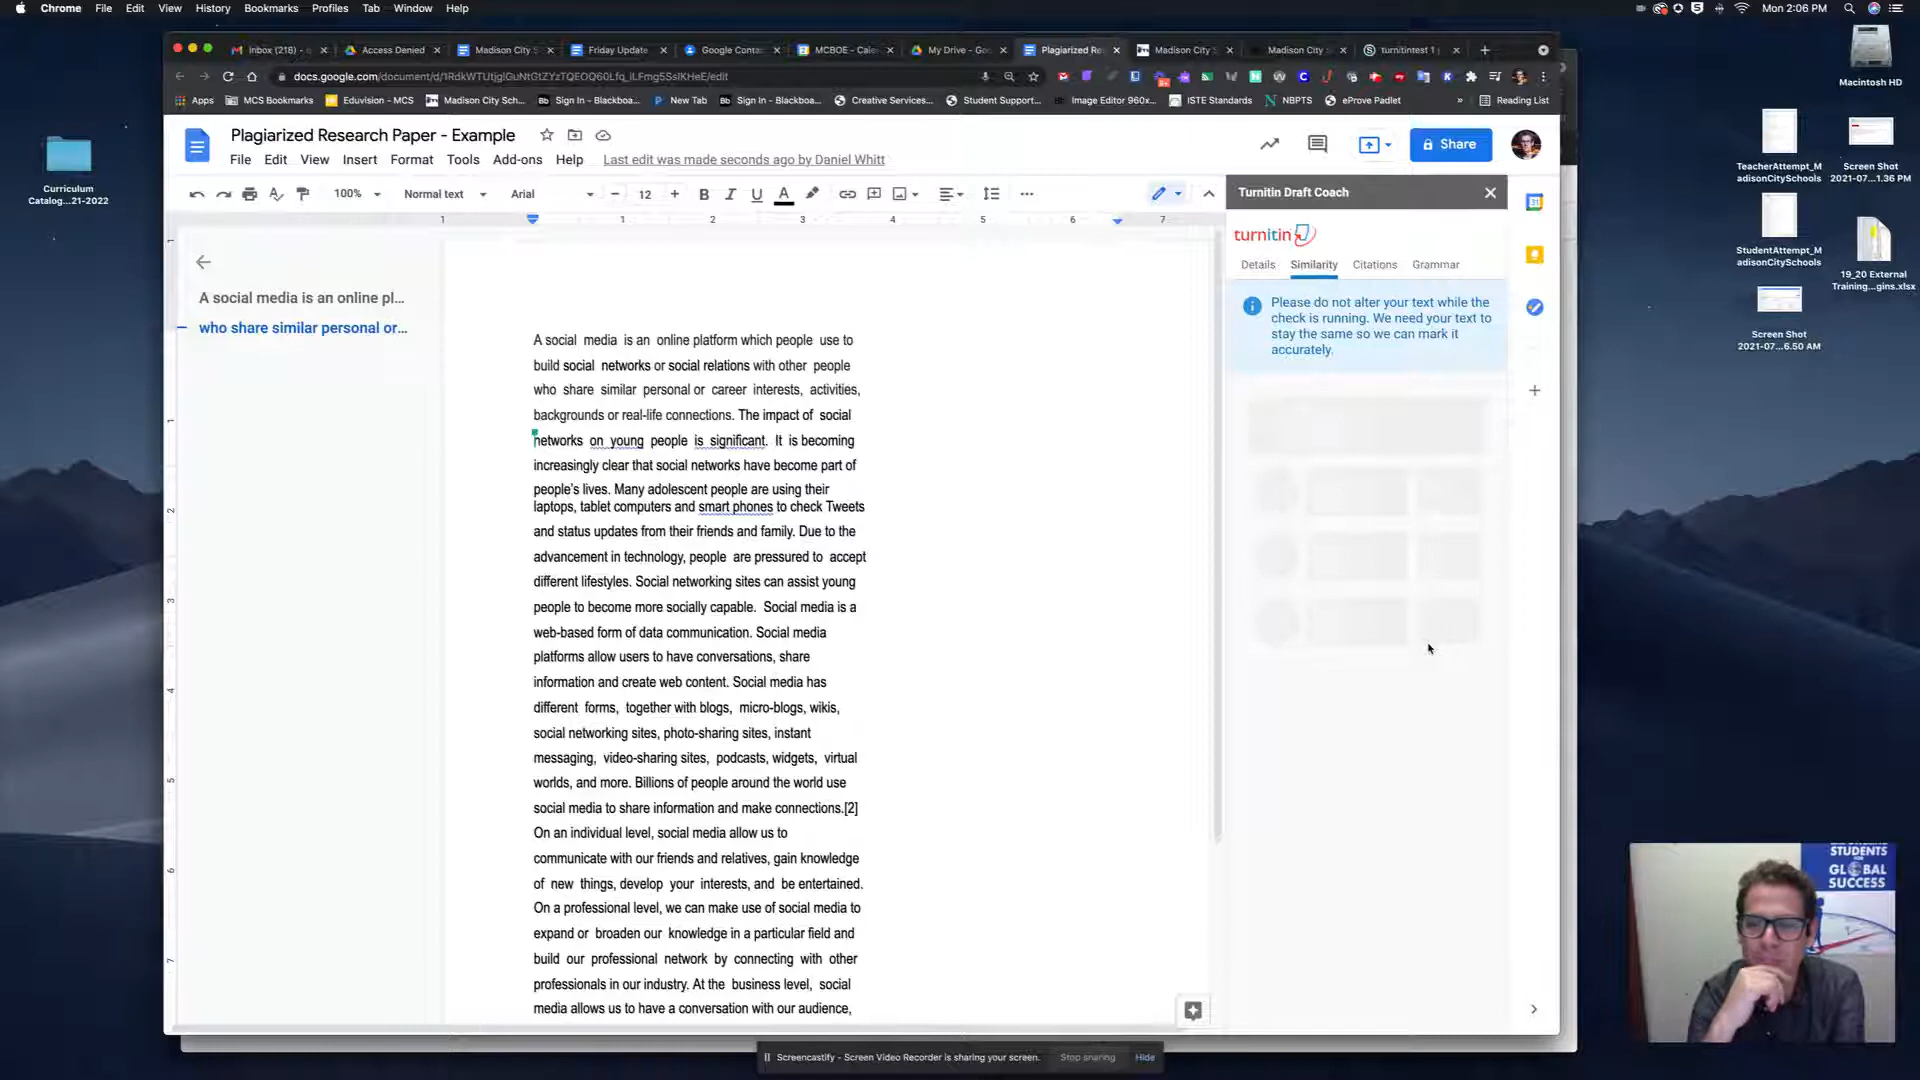 Chrome File Edit View History Bookmarks Profiles Tab Window Help
Mon 2:06 PM
Inbox (218) -
Access Denied
Madison City S
Friday Update
Google Conta
MCBOE - Cale
My Drive - Go
Plagiarized Re
Madison City S
Madison City S
turnitintest 1
docs.google.com/document/d/1RdkWTUtjg!GuNtGtZYzTQEOQ60Lfq_ILFmg5SsIKHeE/edit
Apps
MCS Bookmarks
Eduvision - MCS
Madison City Sch...
Bb Sign In – Blackboa...
New Tab
Bb Sign In – Blackboa...
Creative Services...
Student Support...
Image Editor 960x...
ISTE Standards
NBPTS
eProve Padlet
» Reading List
Plagiarized Research Paper - Example
File Edit View Insert Format Tools Add-ons Help
Last edit was made seconds ago by Daniel Whitt
Share
100% Normal text Arial 12
A social media is an online pl...
who share similar personal or...
A social media is an online platform which people use to
build social networks or social relations with other people
who share similar personal or career interests, activities,
backgrounds or real-life connections. The impact of social
networks on young people is significant. It is becoming
increasingly clear that social networks have become part of
people's lives. Many adolescent people are using their
laptops, tablet computers and smart phones to check Tweets
and status updates from their friends and family. Due to the
advancement in technology, people are pressured to accept
different lifestyles. Social networking sites can assist young
people to become more socially capable. Social media is a
web-based form of data communication. Social media
platforms allow users to have conversations, share
information and create web content. Social media has
different forms, together with blogs, micro-blogs, wikis,
social networking sites, photo-sharing sites, instant
messaging, video-sharing sites, podcasts, widgets, virtual
worlds, and more. Billions of people around the world use
social media to share information and make connections.[2]
On an individual level, social media allow us to
communicate with our friends and relatives, gain knowledge
of new things, develop your interests, and be entertained.
On a professional level, we can make use of social media to
expand or broaden our knowledge in a particular field and
build our professional network by connecting with other
professionals in our industry. At the business level, social
media allows us to have a conversation with our audience,
Turnitin Draft Coach
turnitin
Details Similarity Citations Grammar
Please do not alter your text while the
check is running. We need your text to
stay the same so we can mark it
accurately.
Screencastify - Screen Video Recorder is sharing your screen. Stop sharing Hide
Curriculum
Catalog...21-2022
Macintosh HD
TeacherAttempt_M
adisonCitySchools
Screen Shot
2021-07...1.36 PM
StudentAttempt_M
adisonCitySchools
19_20 External
Training...gins.xlsx
Screen Shot
2021-07...6.50 AM
STUDENTS
GLOBAL
SUCCESS